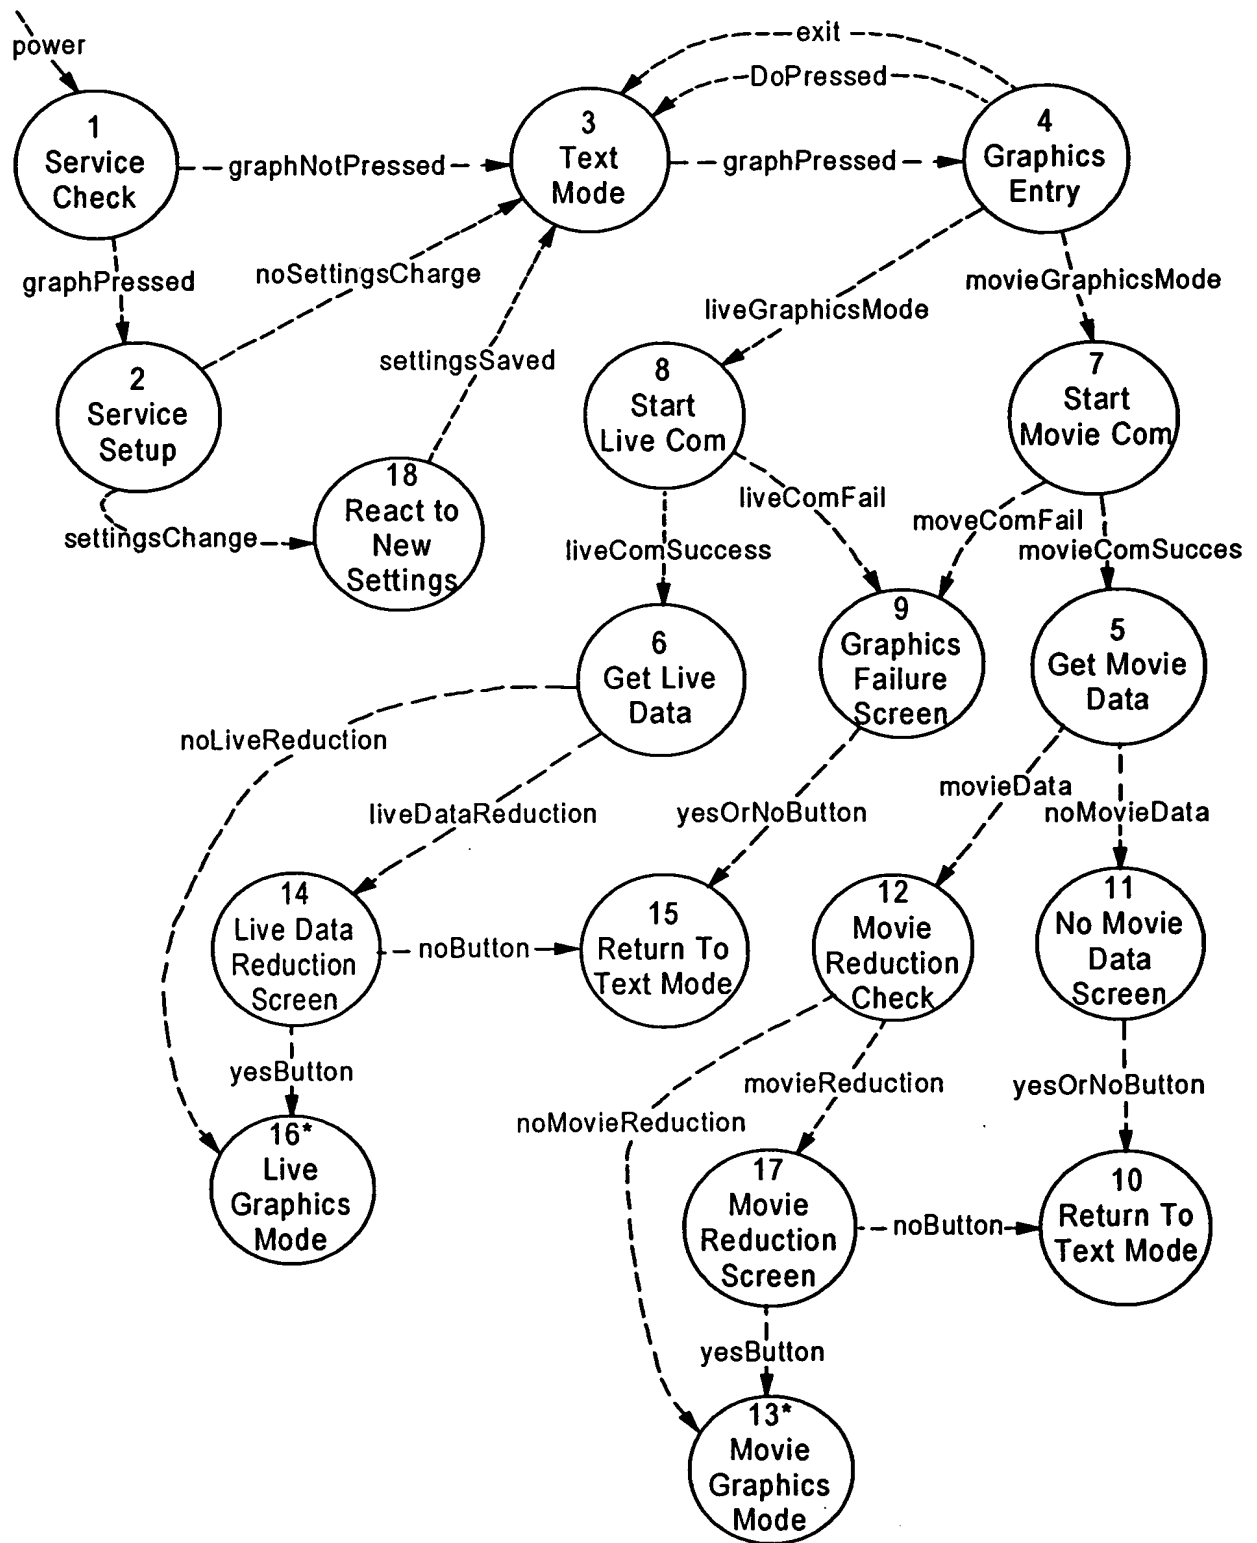 power
exit
DoPressed
1
Service
Check
graphNotPressed
3
Text
Mode
graphPressed
4
Graphics
Entry
graphPressed
noSettingsCharge
liveGraphicsMode
movieGraphicsMode
2
Service
Setup
settingsSaved
8
Start
Live Com
7
Start
Movie Com
settingsChange
18
React to
New
Settings
liveComFail
moveComFail
liveComSuccess
movieComSucces
6
Get Live
Data
9
Graphics
Failure
Screen
5
Get Movie
Data
noLiveReduction
liveDataReduction
yesOrNoButton
movieData
noMovieData
14
Live Data
Reduction
Screen
noButton
15
Return To
Text Mode
12
Movie
Reduction
Check
11
No Movie
Data
Screen
yesButton
movieReduction
noMovieReduction
yesOrNoButton
16*
Live
Graphics
Mode
17
Movie
Reduction
Screen
noButton
10
Return To
Text Mode
yesButton
13*
Movie
Graphics
Mode